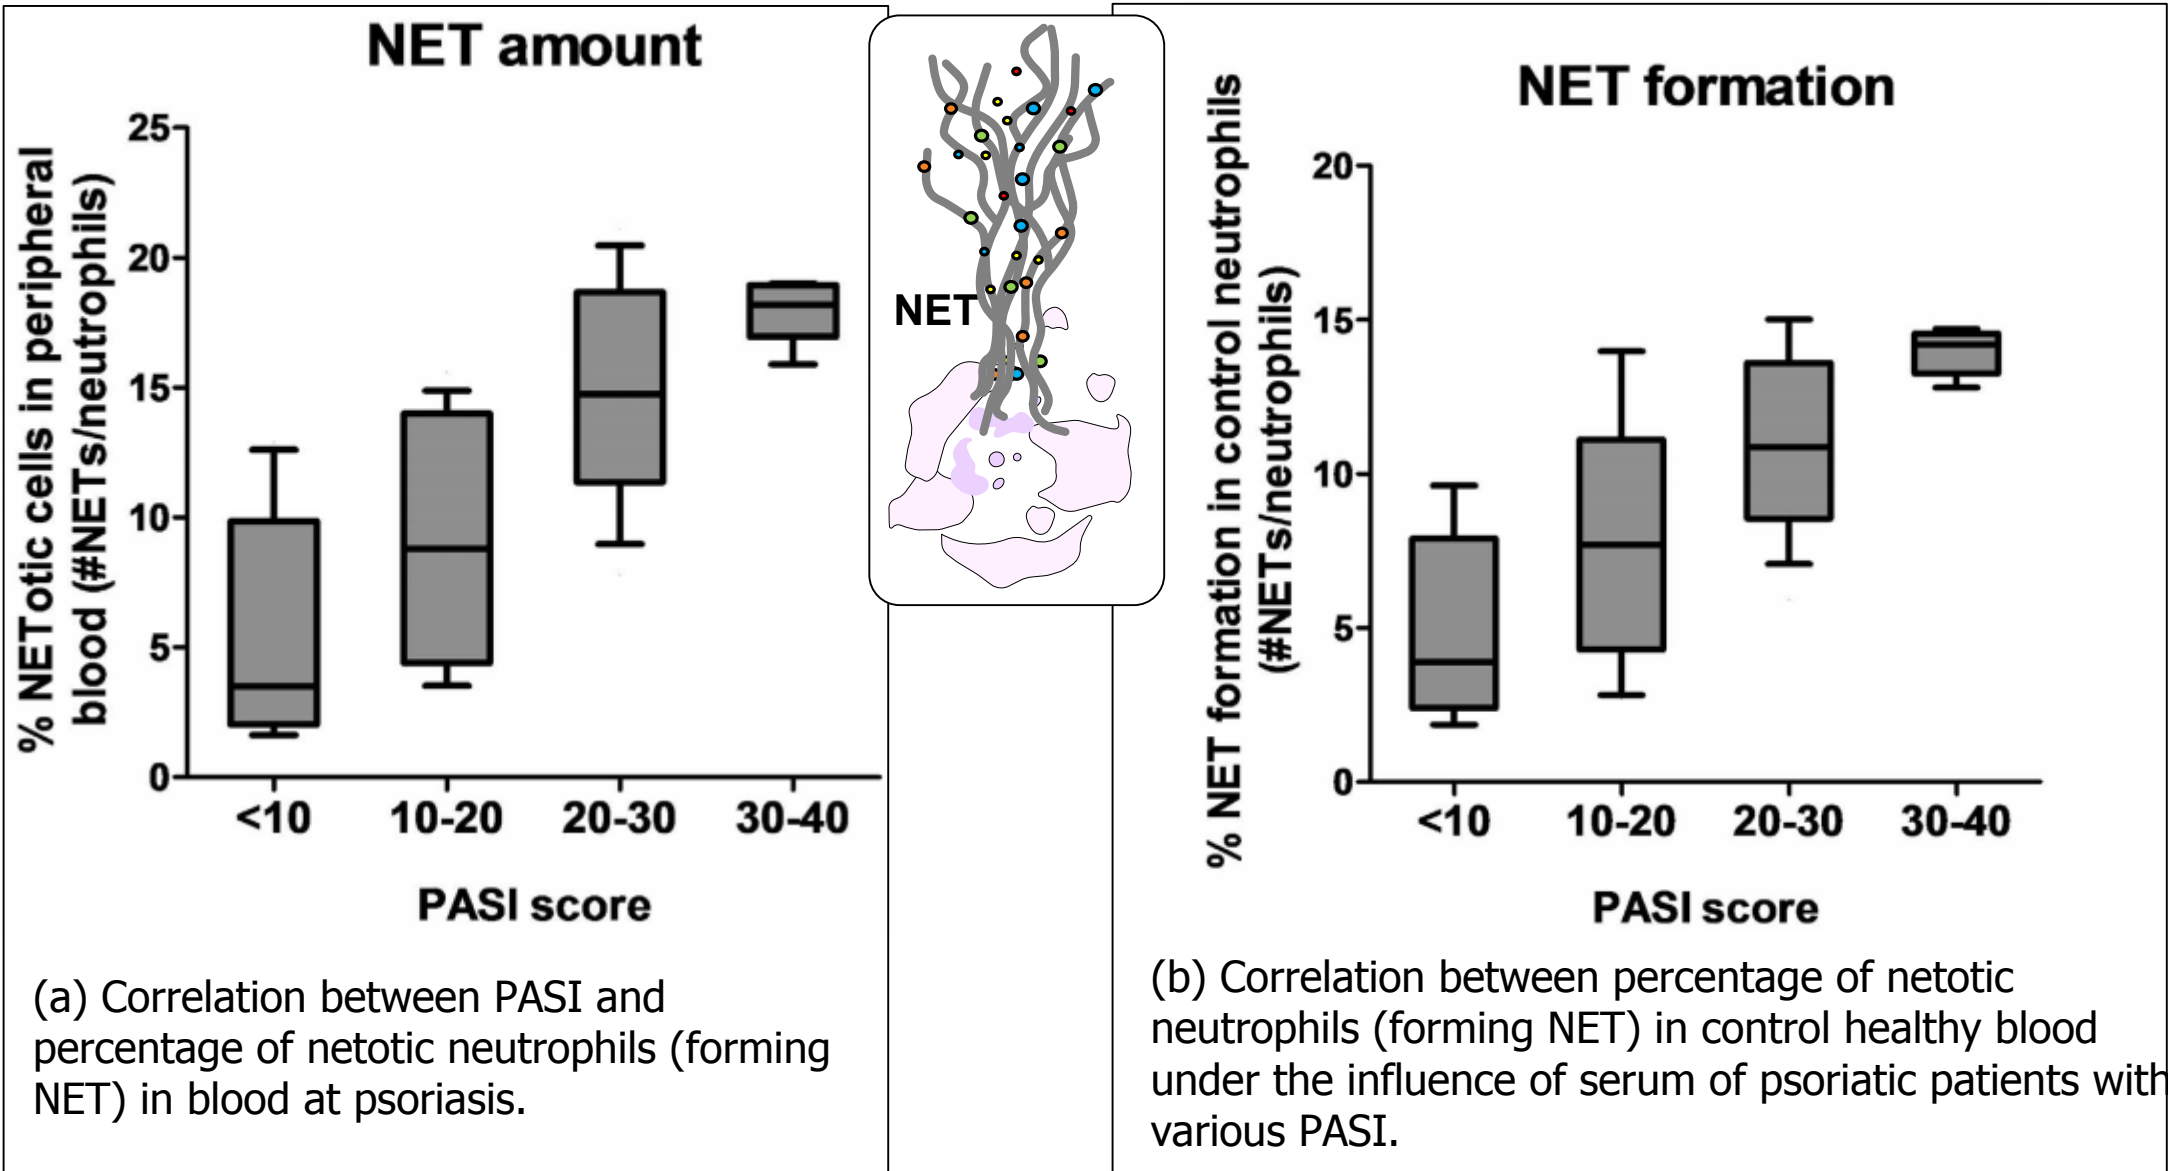 NET amount
% NETotic cells in peripheral
blood (#NETs/neutrophils)
25
20
15
10
5
0
<10 10-20 20-30 30-40
PASI score
(a) Correlation between PASI and
percentage of netotic neutrophils (forming
NET) in blood at psoriasis.
NET
NET formation
% NET formation in control neutrophils
(#NETs/neutrophils)
20
15
10
5
0
<10 10-20 20-30 30-40
PASI score
(b) Correlation between percentage of netotic
neutrophils (forming NET) in control healthy blood
under the influence of serum of psoriatic patients with
various PASI.